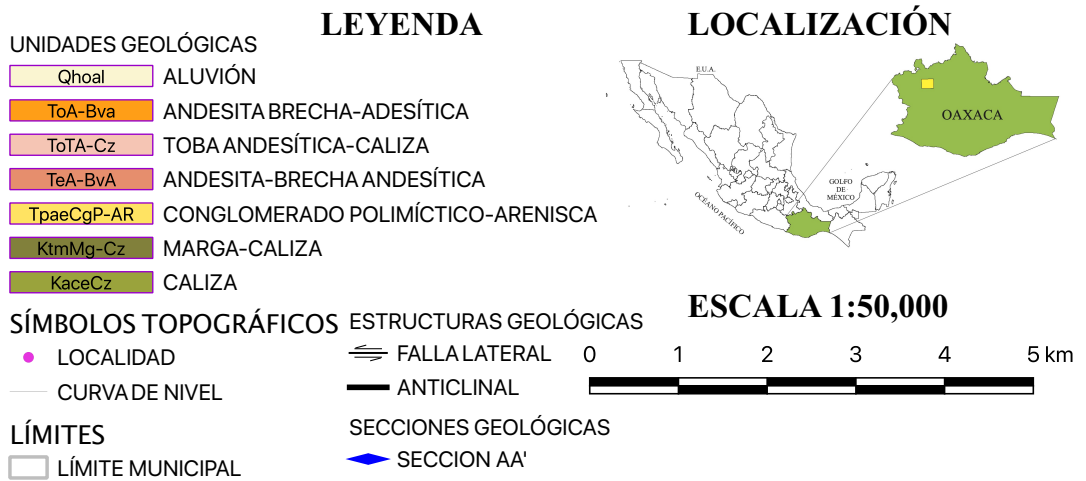 LEYENDA
UNIDADES GEOLÓGICAS
Qhoal ALUVIÓN
ToA-Bva ANDESITA BRECHA-ADESÍTICA
ToTA-Cz TOBA ANDESÍTICA-CALIZA
TeA-BvA ANDESITA-BRECHA ANDESÍTICA
TpaeCgP-AR CONGLOMERADO POLIMÍCTICO-ARENISCA
KtmMg-Cz MARGA-CALIZA
KaceCz CALIZA
SÍMBOLOS TOPOGRÁFICOS
LOCALIDAD
CURVA DE NIVEL
LÍMITES
LÍMITE MUNICIPAL
ESTRUCTURAS GEOLÓGICAS
FALLA LATERAL
ANTICLINAL
SECCIONES GEOLÓGICAS
SECCION AA'
LOCALIZACIÓN
E.U.A.
OAXACA
GOLFO
DE
MÉXICO
OCÉANO PACÍFICO
ESCALA 1:50,000
0 1 2 3 4 5 km